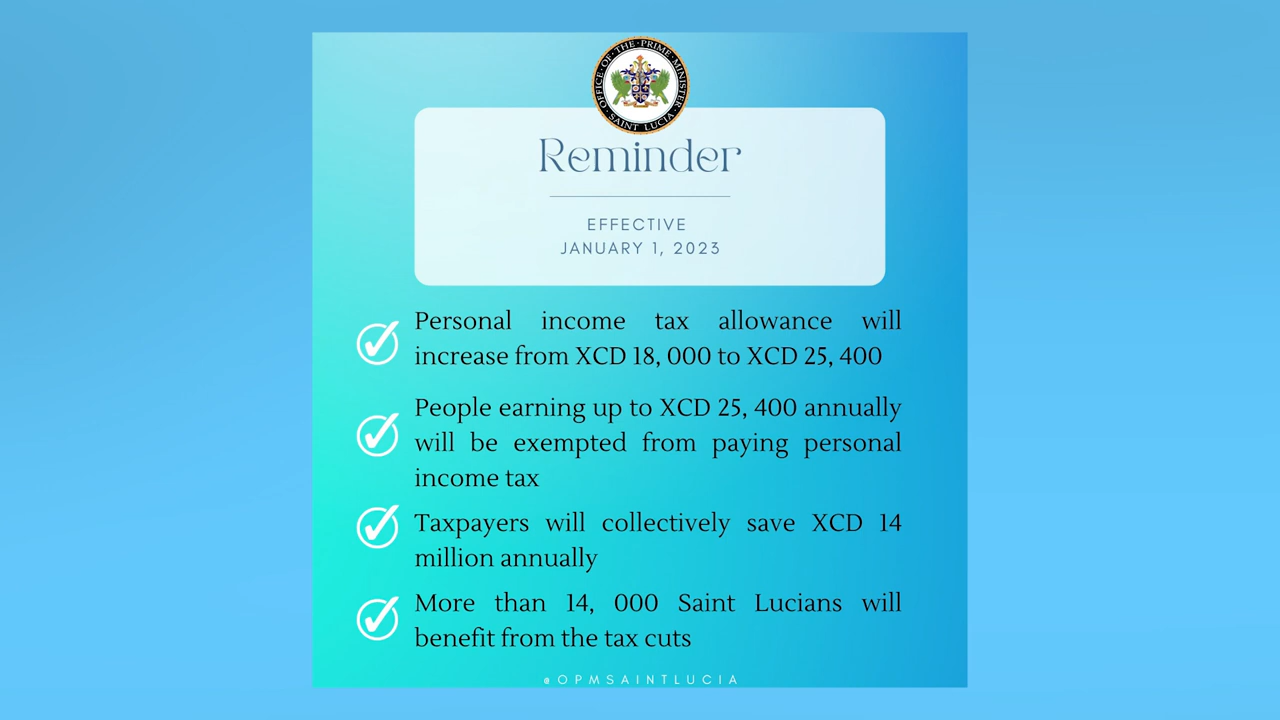 OFFICE OF THE PRIME MINISTER
SAINT LUCIA
Reminder
EFFECTIVE
JANUARY 1, 2023
Personal income tax allowance will
increase from XCD 18, 000 to XCD 25, 400
People earning up to XCD 25, 400 annually
will be exempted from paying personal
income tax
Taxpayers will collectively save XCD 14
million annually
More than 14, 000 Saint Lucians will
benefit from the tax cuts
@OPMSAINTLUCIA